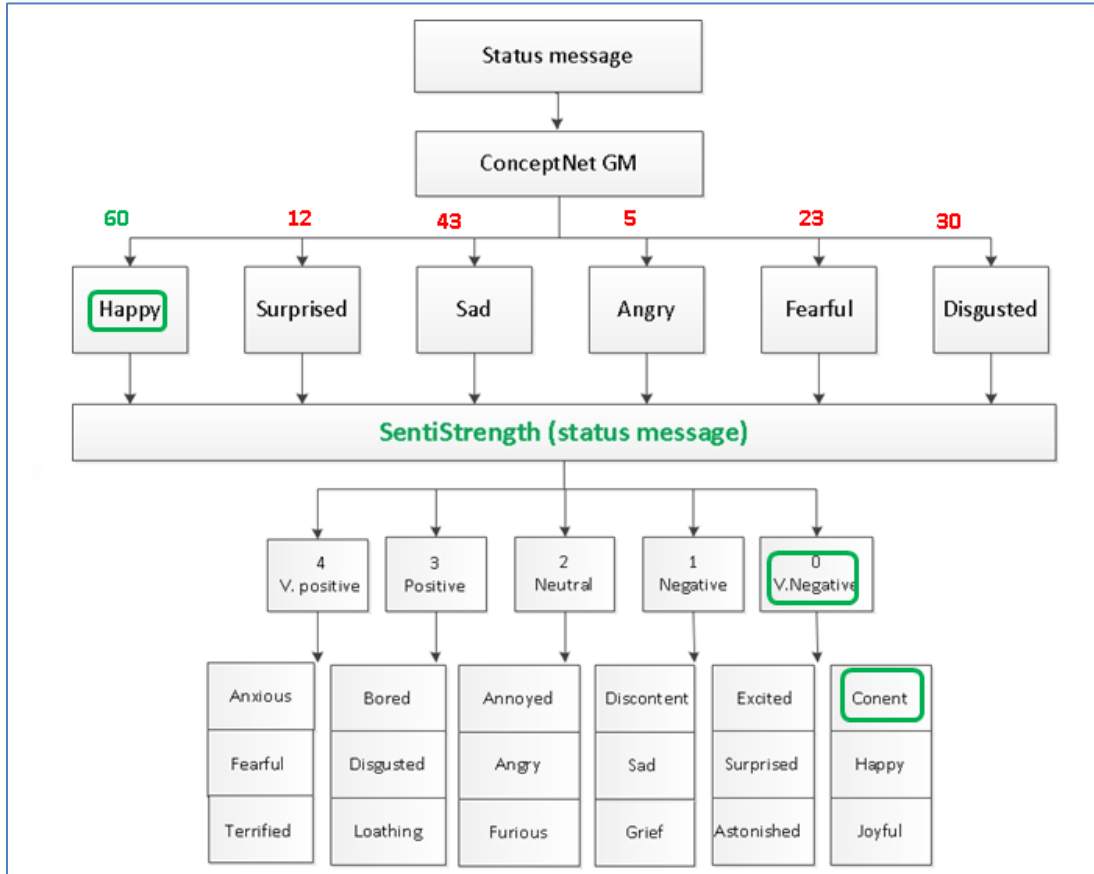 Status message
ConceptNet GM
60 12 43 5 23 30
Happy Surprised Sad Angry Fearful Disgusted
SentiStrength (status message)
4 3 2 1 0
V. positive Positive Neutral Negative V.Negative
Anxious Bored Annoyed Discontent Excited Conent
Fearful Disgusted Angry Sad Surprised Happy
Terrified Loathing Furious Grief Astonished Joyful